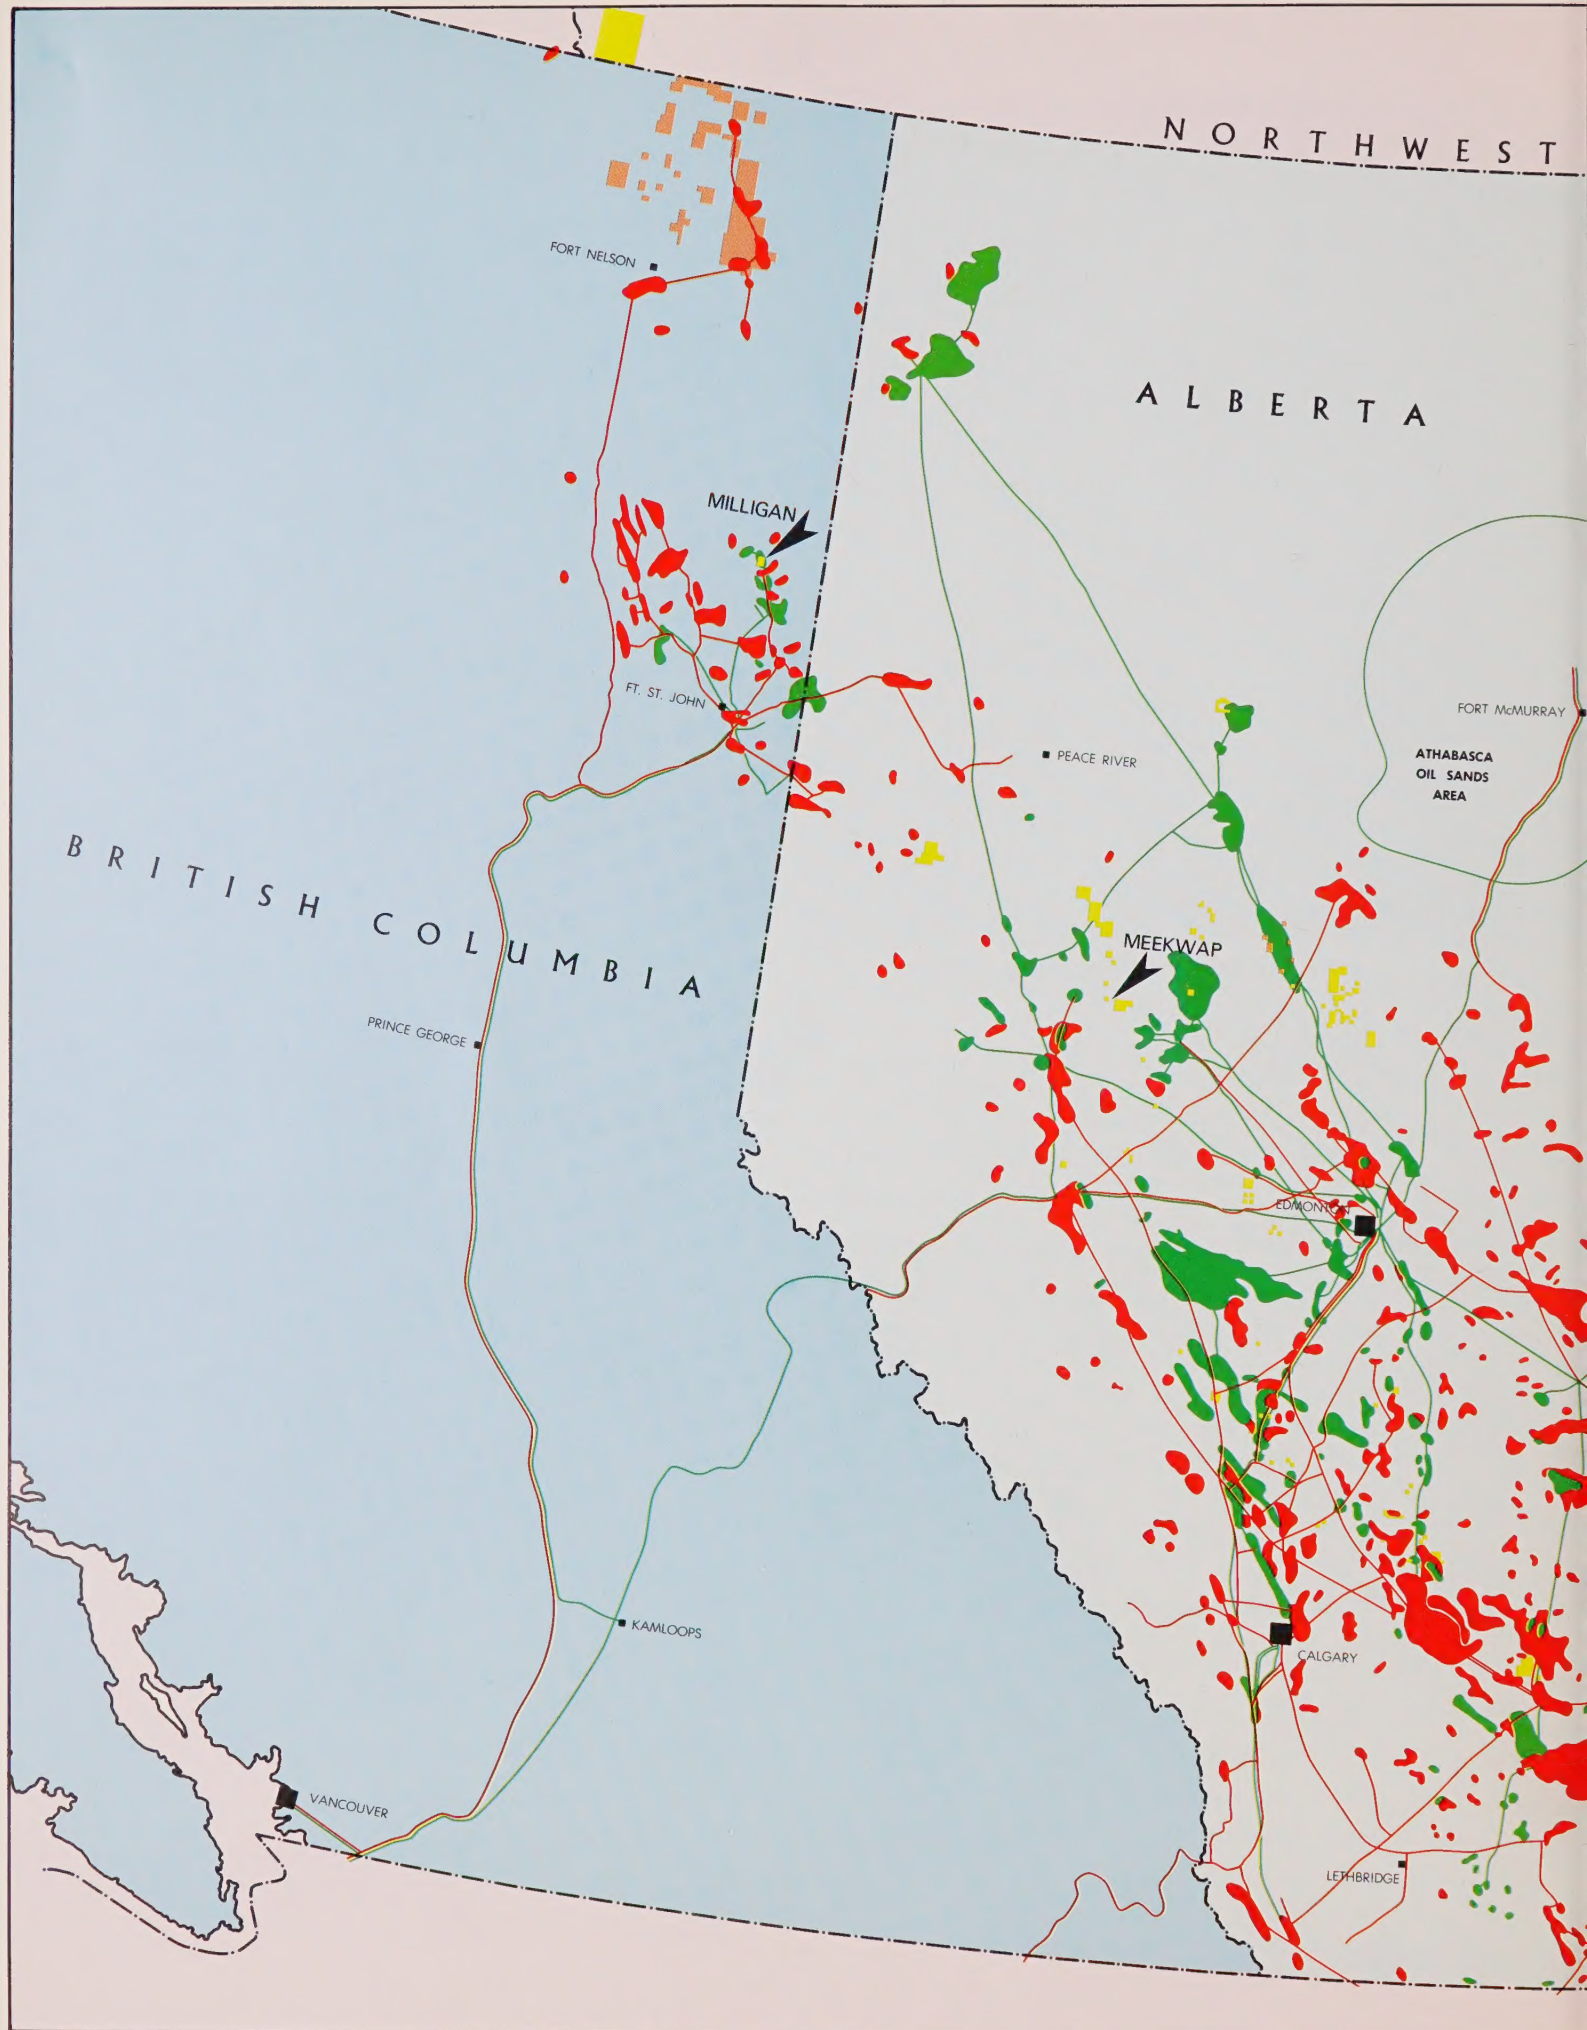 NORTHWEST
FORT NELSON
ALBERTA
MILLIGAN
FT. ST. JOHN
FORT McMURRAY
PEACE RIVER
ATHABASCA
OIL SANDS
AREA
BRITISH COLUMBIA
MEEKWAP
PRINCE GEORGE
EDMONTON
KAMLOOPS
CALGARY
VANCOUVER
LETHBRIDGE